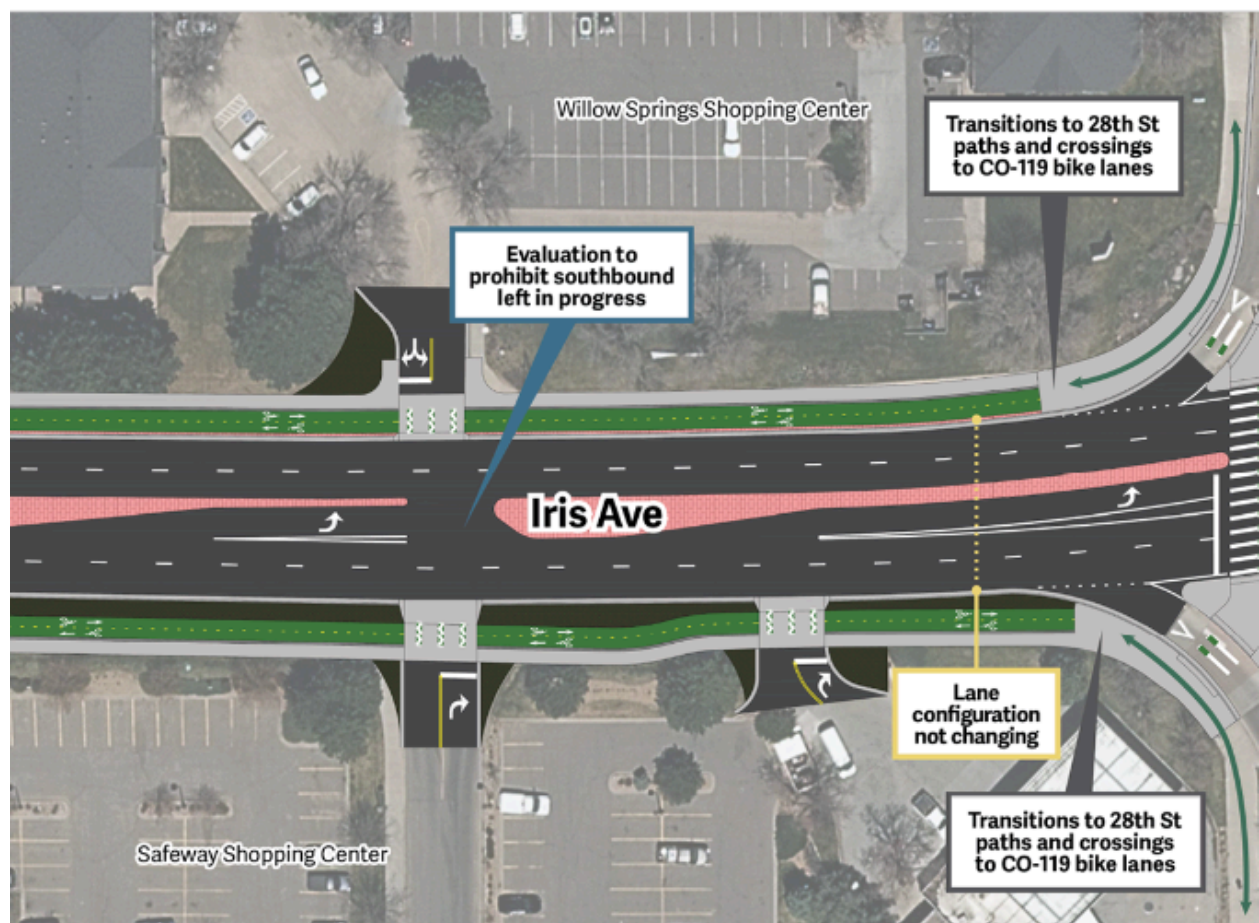 Willow Springs Shopping Center
Transitions to 28th St
paths and crossings
to CO-119 bike lanes
Evaluation to
prohibit southbound
left in progress
Iris Ave
Lane
configuration
not changing
Safeway Shopping Center
Transitions to 28th St
paths and crossings
to CO-119 bike lanes